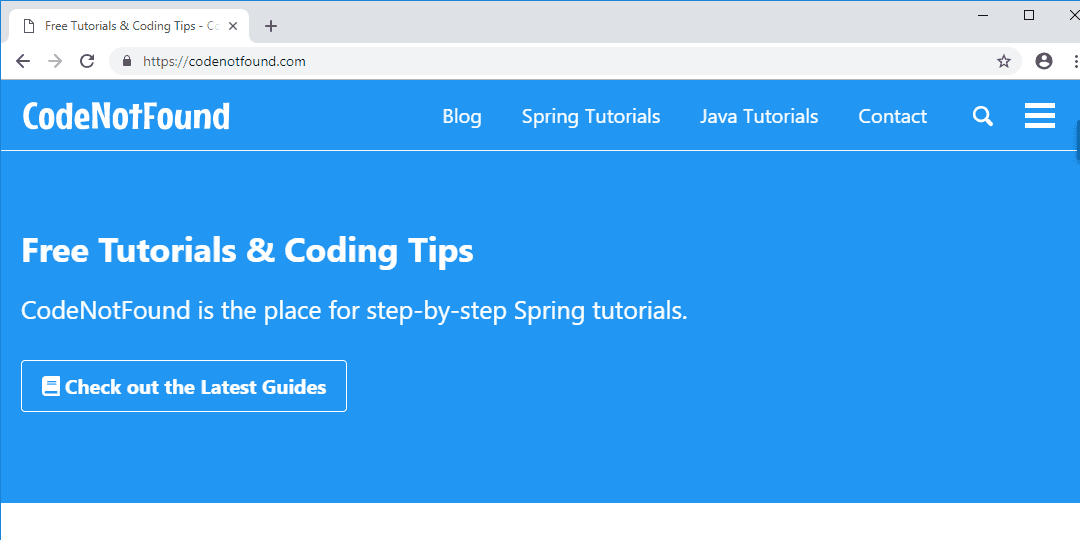 Free Tutorials & Coding Tips - Co
https://codenotfound.com
CodeNotFound
Blog Spring Tutorials Java Tutorials Contact
Free Tutorials & Coding Tips
CodeNotFound is the place for step-by-step Spring tutorials.
Check out the Latest Guides